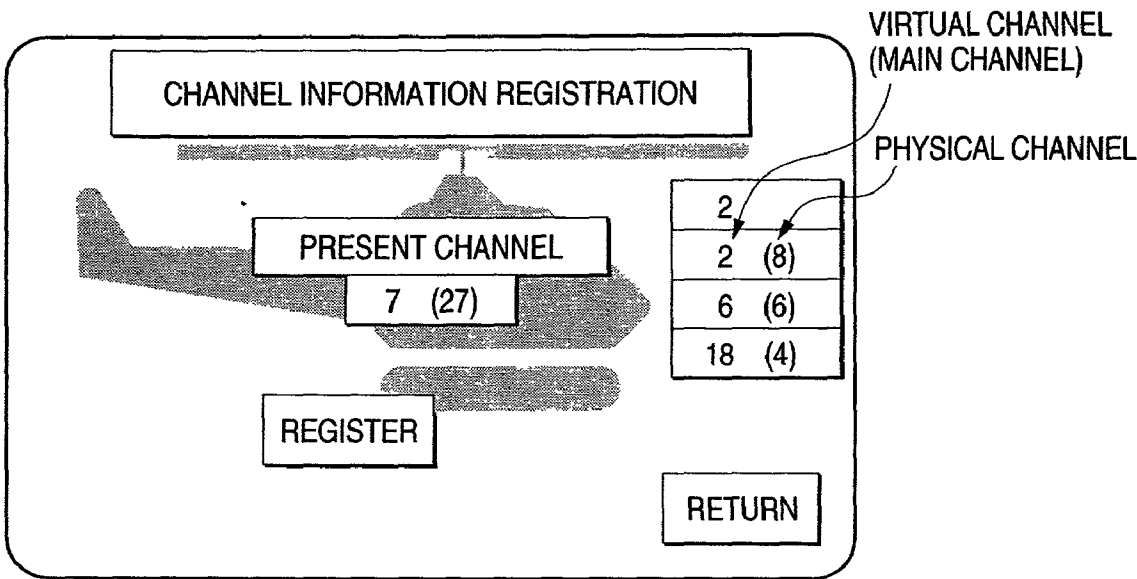 VIRTUAL CHANNEL
(MAIN CHANNEL)
CHANNEL INFORMATION REGISTRATION
PHYSICAL CHANNEL
2
PRESENT CHANNEL
2 (8)
7 (27)
6 (6)
18 (4)
REGISTER
RETURN